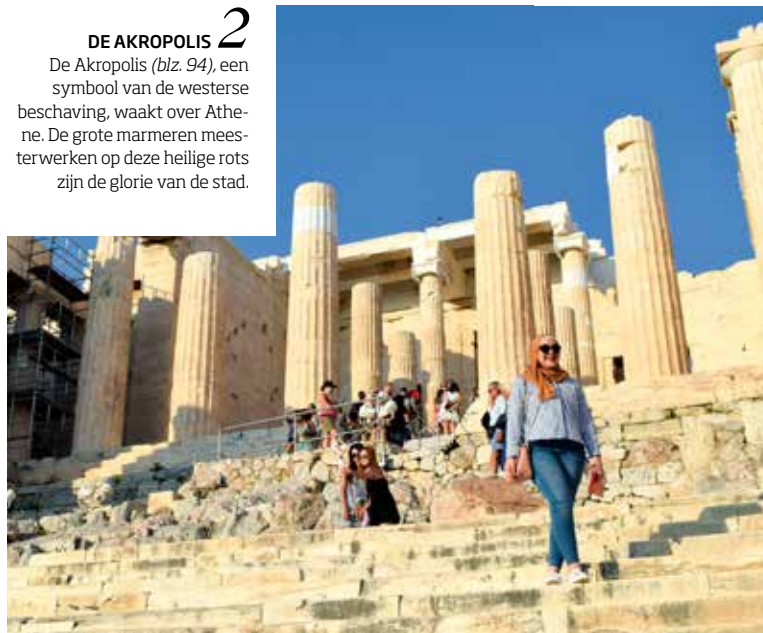 DE AKROPOLIS 2
De Akropolis (blz. 94), een
symbool van de westerse
beschaving, waakt over Athe-
ne. De grote marmeren mees-
terwerken op deze heilige rots
zijn de glorie van de stad.